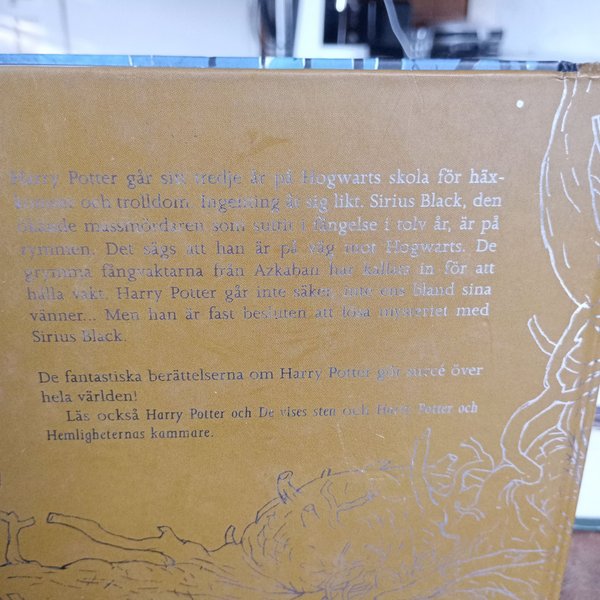 Harry Potter går sitt tredje år på Hogwarts skola för häx-
konster och trolldom. Ingenting är sig likt. Sirius Black, den
ökände massmördaren som suttit i fängelse i tolv år, är på
rymmen. Det sägs att han är på väg mot Hogwarts. De
grymma fångvaktarna från Azkaban har kallats in för att
hålla vakt. Harry Potter går inte säker, inte ens bland sina
vänner... Men han är fast besluten att lösa mysteriet med
Sirius Black.
De fantastiska berättelserna om Harry Potter gör succé över
hela världen!
Läs också Harry Potter och De vises sten och Harry Potter och
Hemligheternas kammare.